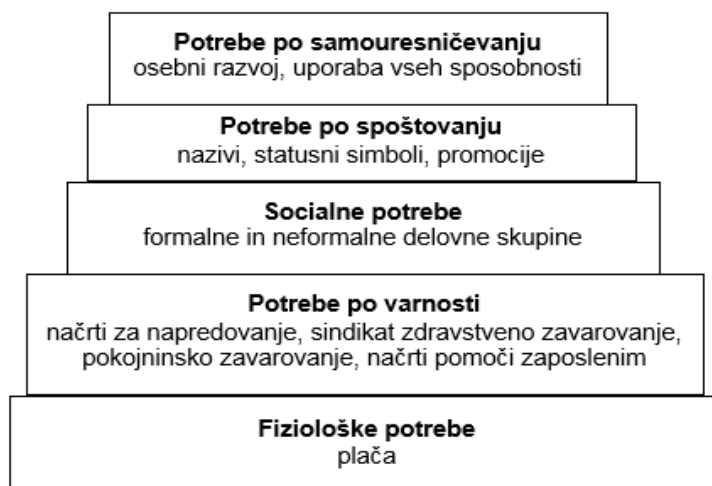 Potrebe po samouresničevanju
osebni razvoj, uporaba vseh sposobnosti
Potrebe po spoštovanju
nazivi, statusni simboli, promocije
Socialne potrebe
formalne in neformalne delovne skupine
Potrebe po varnosti
načrti za napredovanje, sindikat zdravstveno zavarovanje,
pokojninsko zavarovanje, načrti pomoči zaposlenim
Fiziološke potrebe
plača